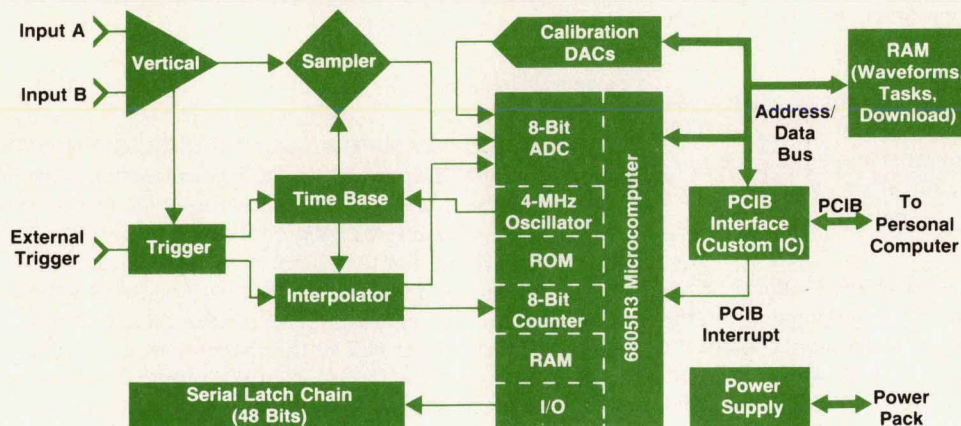 Input A
Input B
Vertical
Sampler
Calibration
DACs
RAM
(Waveforms,
Tasks,
Download)
Address/
Data
Bus
8-Bit
ADC
4-MHz
Oscillator
ROM
8-Bit
Counter
RAM
I/O
6805R3 Microcomputer
External
Trigger
Trigger
Time Base
Interpolator
PCIB
Interface
(Custom IC)
PCIB
To
Personal
Computer
PCIB
Interrupt
Serial Latch Chain
(48 Bits)
Power
Supply
Power
Pack